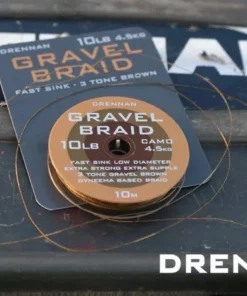 DRENNAN
10LB 4.5KG
GRAVEL
BRAID
FAST SINK - 3 TONE BROWN
DRENNAN
GRAVEL
BRAID
10LB CAMO
4.5KG
FAST SINK LOW DIAMETER
EXTRA STRONG EXTRA SUPPLE
3 TONE GRAVEL BROWN
DYNEEMA BASED BRAID
10M
DREN